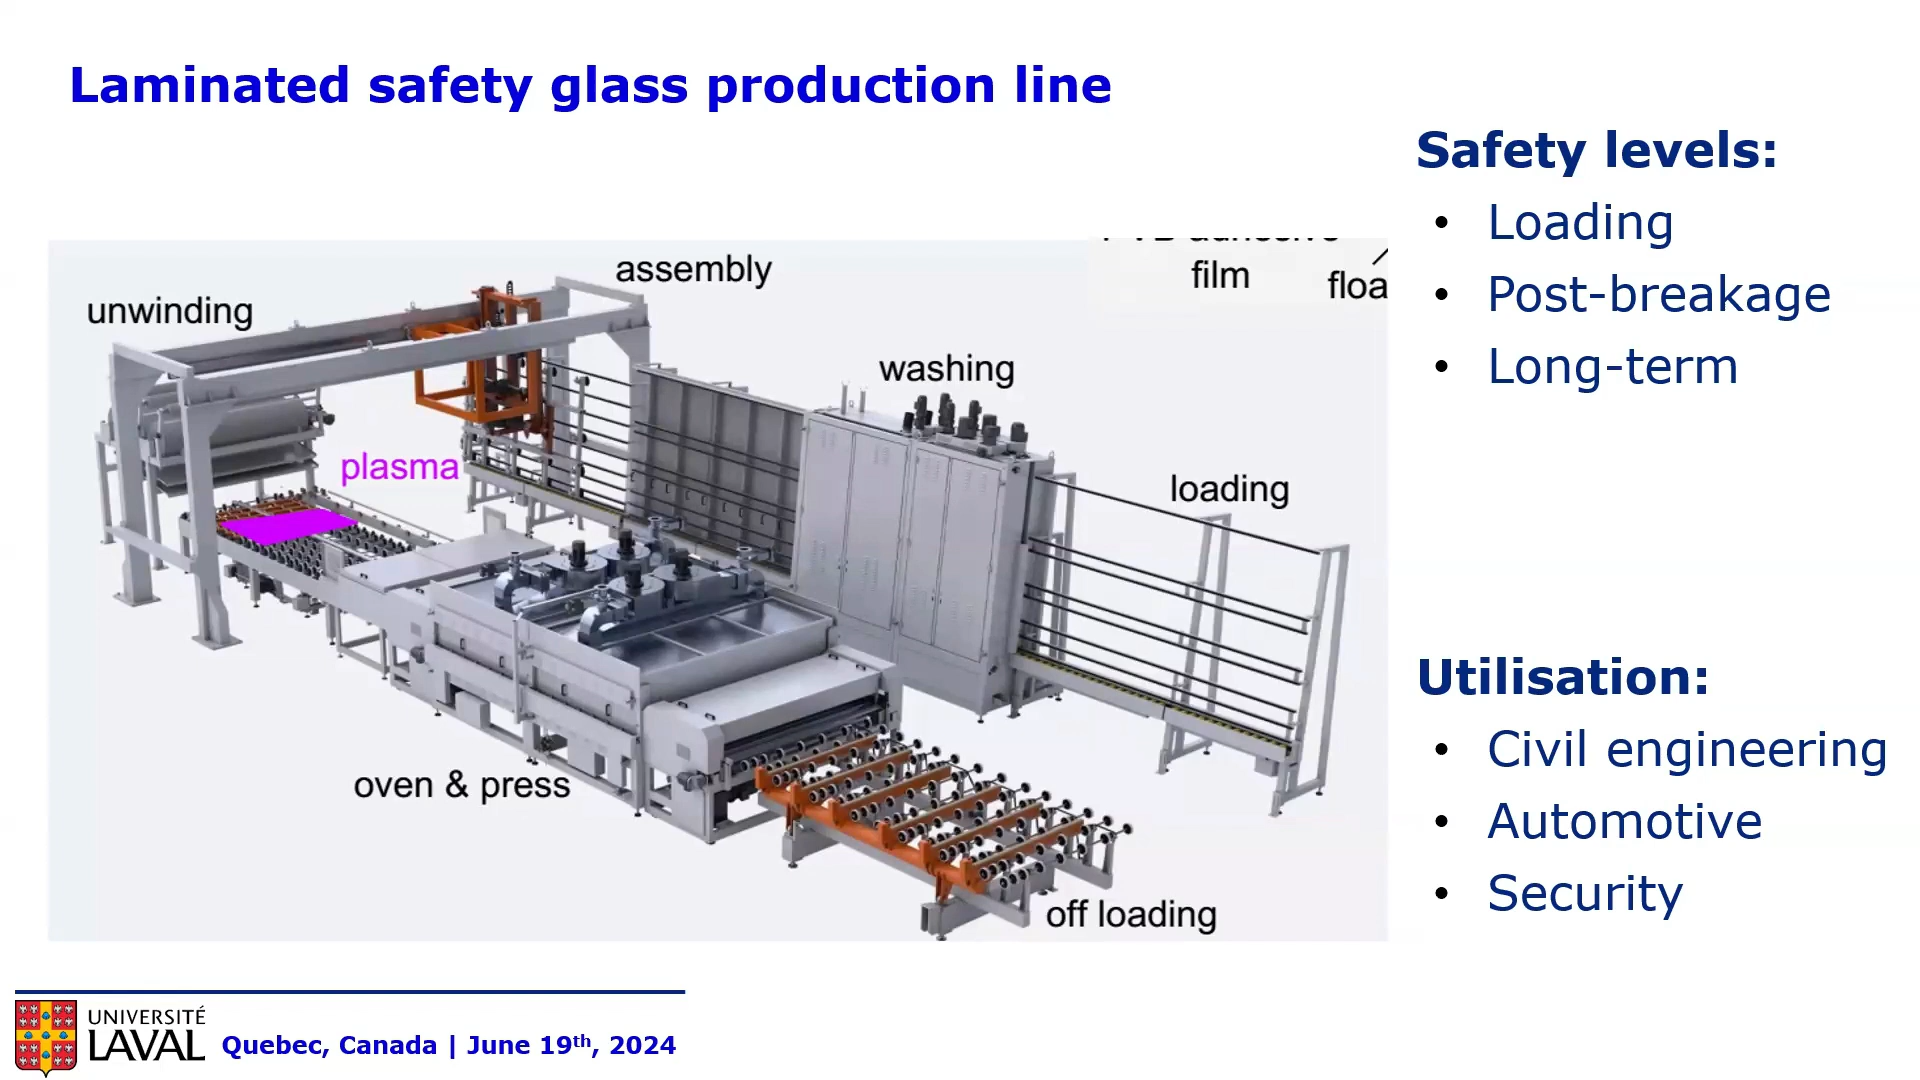 Laminated safety glass production line
Safety levels:
• Loading
• Post-breakage
• Long-term
assembly
film
unwinding
washing
plasma
loading
oven & press
off loading
Utilisation:
• Civil engineering
• Automotive
• Security
UNIVERSITÉ
LAVAL
Quebec, Canada | June 19th, 2024